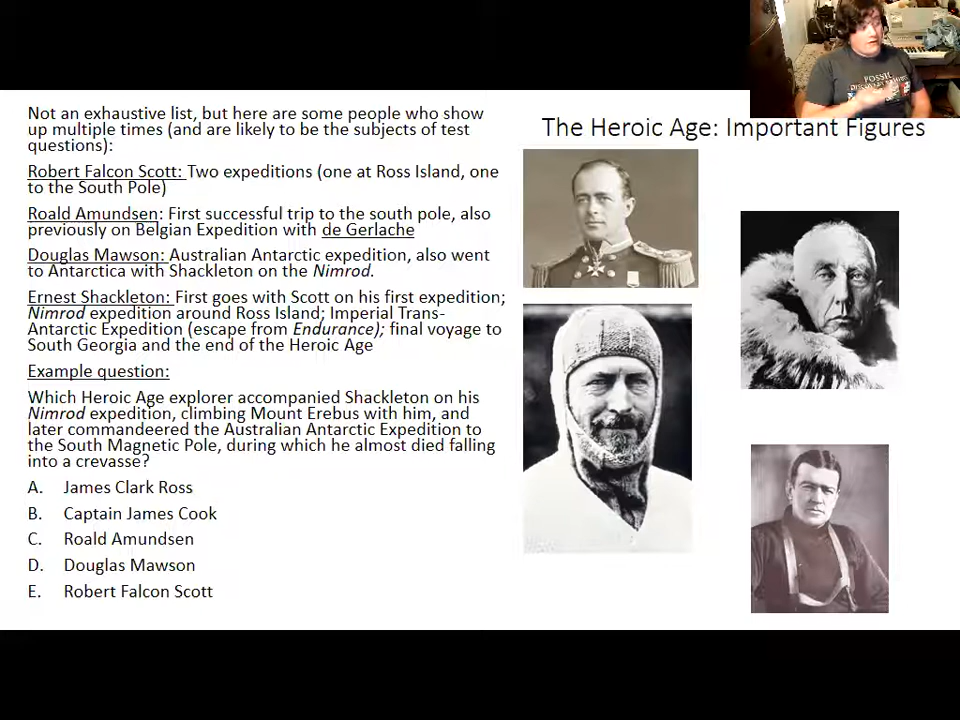 Not an exhaustive list, but here are some people who show
up multiple times (and are likely to be the subjects of test
questions):
Robert Falcon Scott: Two expeditions (one at Ross Island, one
to the South Pole)
Roald Amundsen: First successful trip to the south pole, also
previously on Belgian Expedition with de Gerlache
Douglas Mawson: Australian Antarctic expedition, also went
to Antarctica with Shackleton on the Nimrod.
Ernest Shackleton: First goes with Scott on his first expedition;
Nimrod expedition around Ross Island; Imperial Trans-
Antarctic Expedition (escape from Endurance); final voyage to
South Georgia and the end of the Heroic Age
Example question:
Which Heroic Age explorer accompanied Shackleton on his
Nimrod expedition, climbing Mount Erebus with him, and
later commandeered the Australian Antarctic Expedition to
the South Magnetic Pole, during which he almost died falling
into a crevasse?
A. James Clark Ross
B. Captain James Cook
C. Roald Amundsen
D. Douglas Mawson
E. Robert Falcon Scott
The Heroic Age: Important Figures
FOSSIL